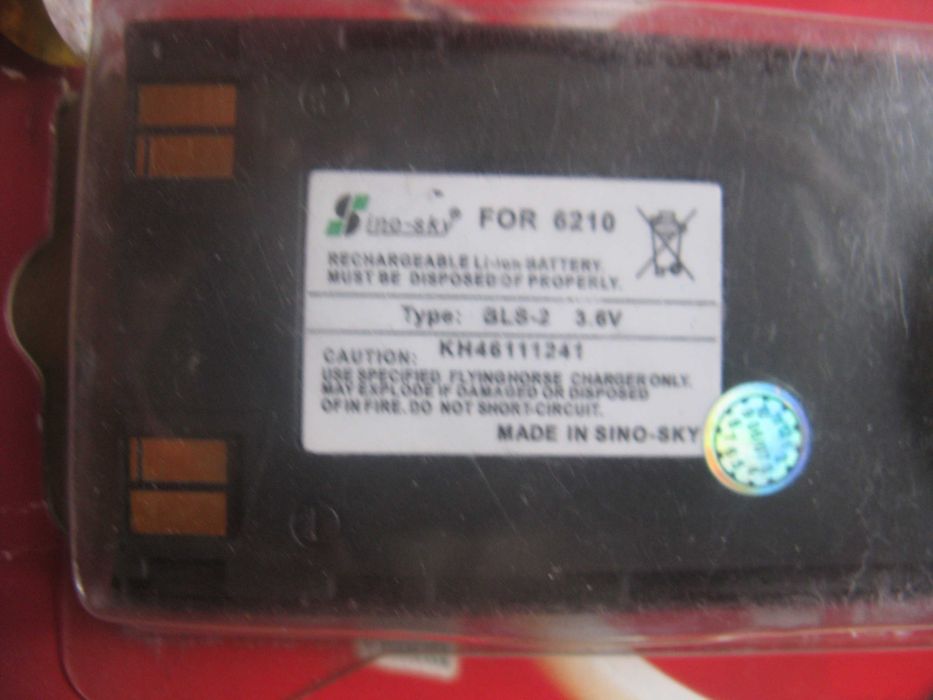 Sino-sky® FOR 6210
RECHARGEABLE Li-ion BATTERY.
MUST BE DISPOSED OF PROPERLY.
Type: BLS-2 3.6V
CAUTION: KH46111241
USE SPECIFIED FLYINGHORSE CHARGER ONLY.
MAY EXPLODE IF DAMAGED OR DISPOSED
OF IN FIRE. DO NOT SHORT-CIRCUIT.
MADE IN SINO-SKY